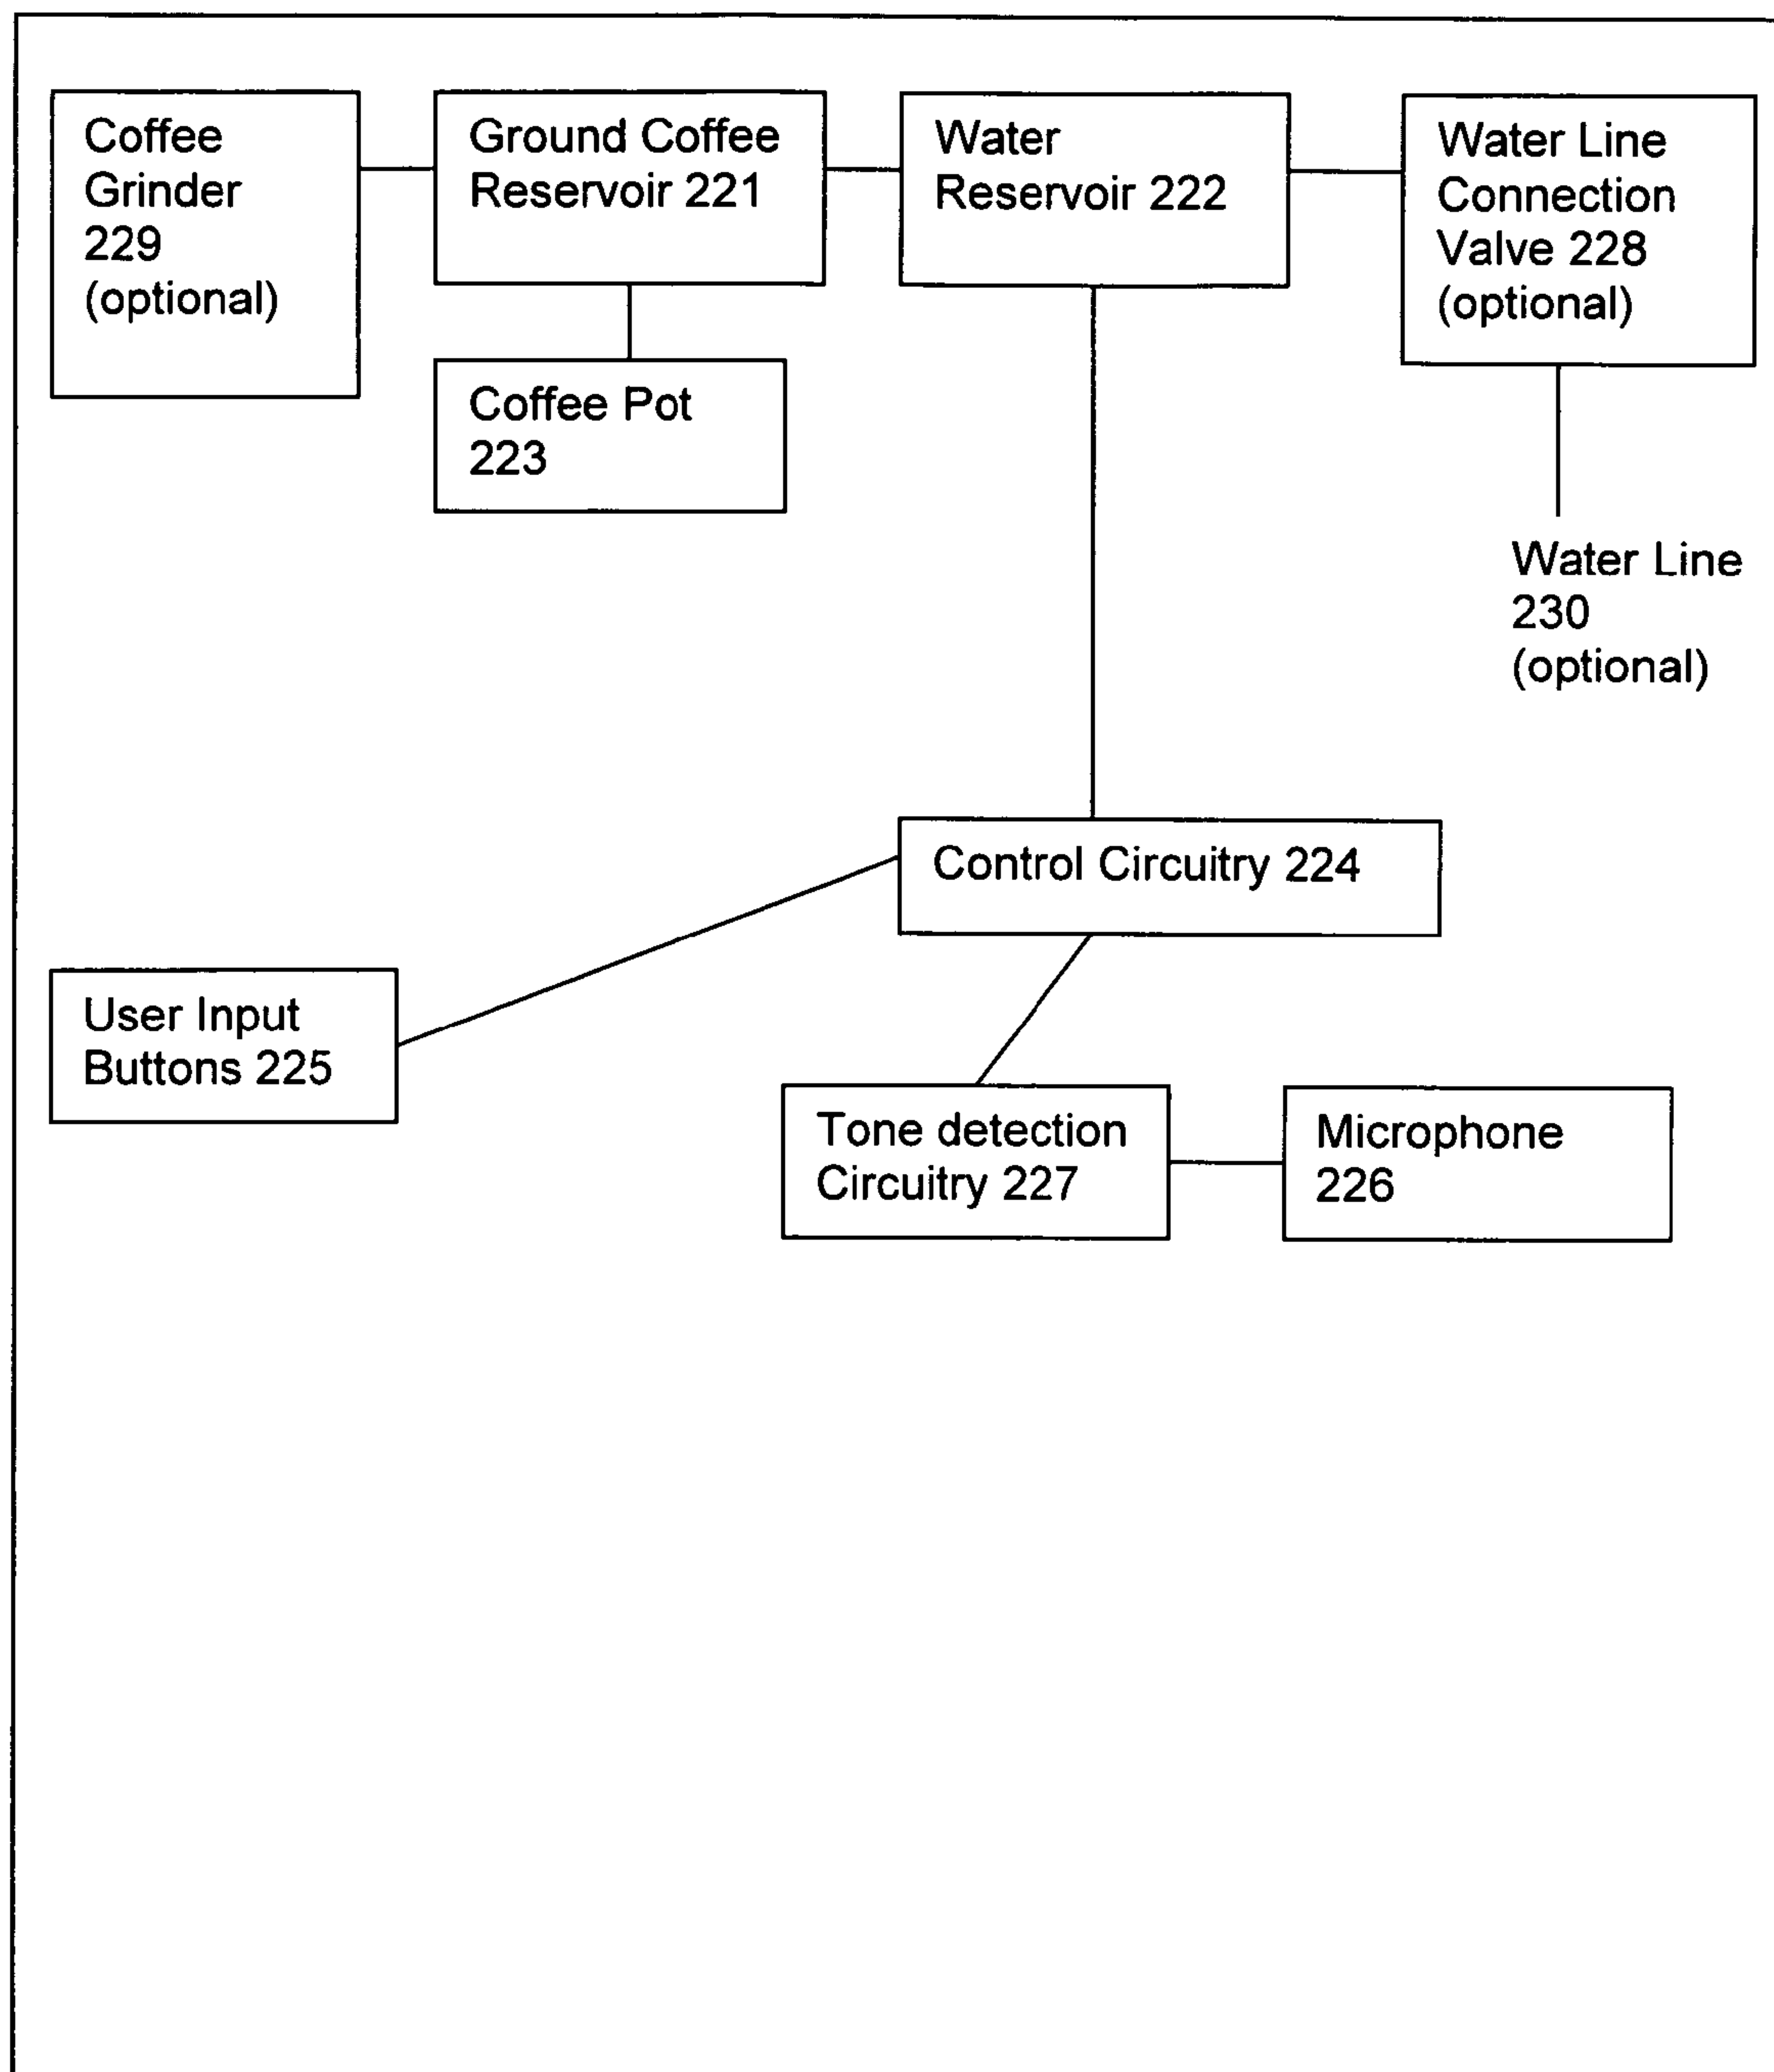 Coffee
Grinder
229
(optional)
Ground Coffee
Reservoir 221
Water
Reservoir 222
Water Line
Connection
Valve 228
(optional)
Coffee Pot
223
Water Line
230
(optional)
Control Circuitry 224
User Input
Buttons 225
Tone detection
Circuitry 227
Microphone
226